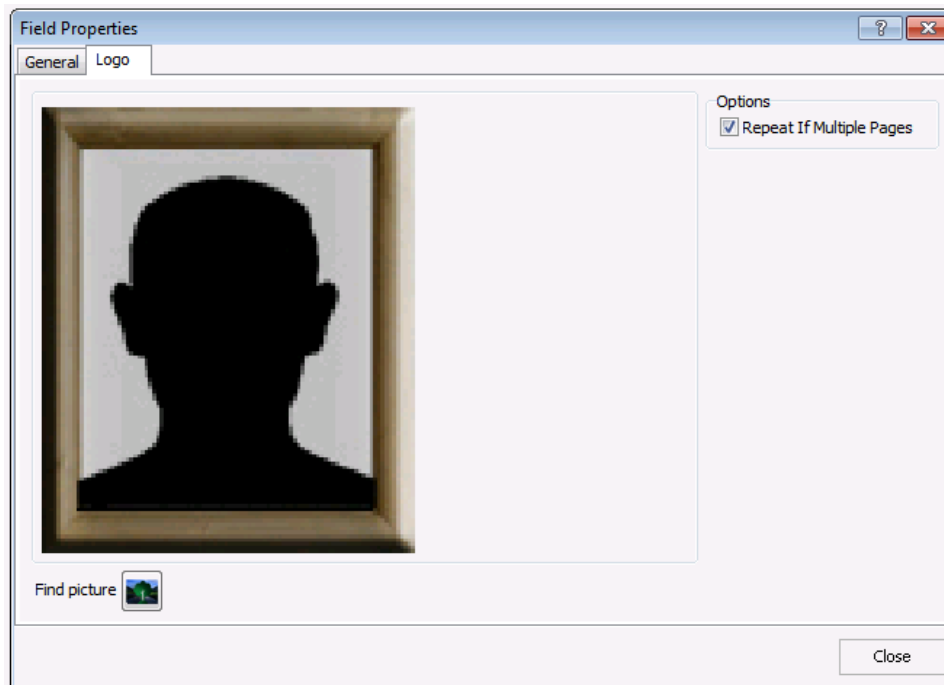 Field Properties
General
Logo
Options
Repeat If Multiple Pages
Find picture
Close